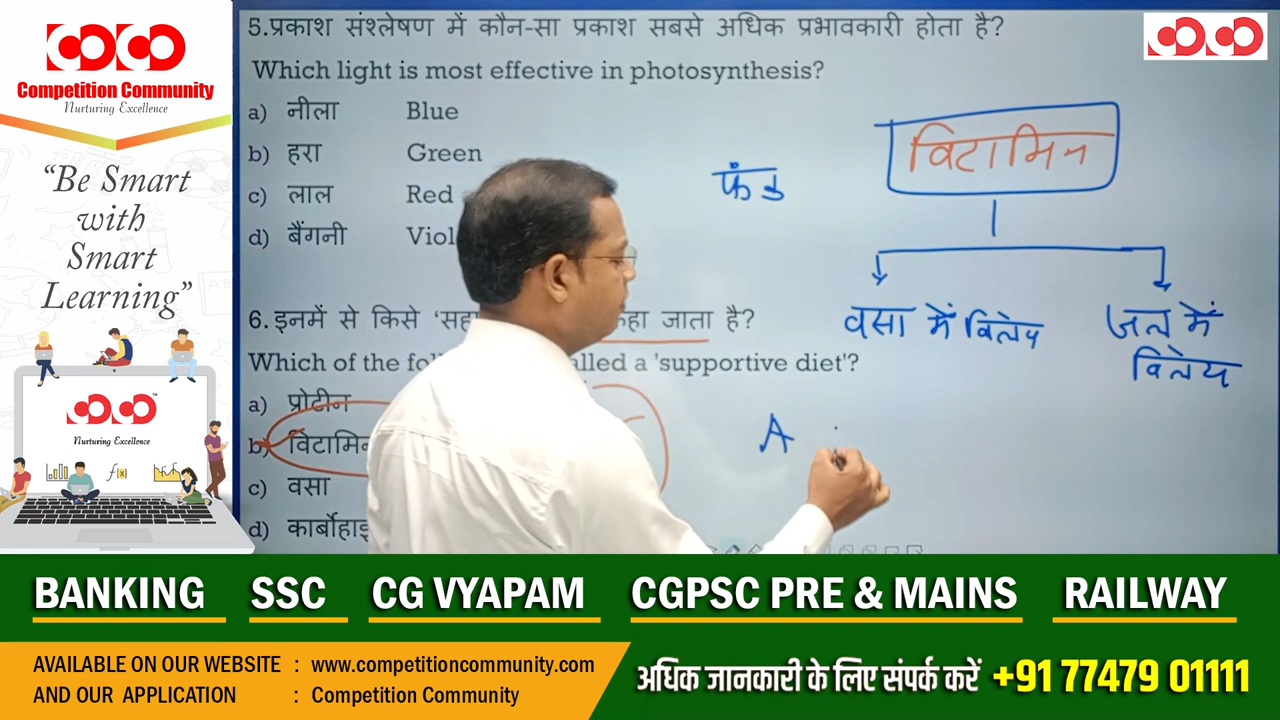 Competition Community
Nurturing Excellence
“Be Smart
with
Smart
Learning”
Nurturing Excellence
f(x)
5.प्रकाश संश्लेषण में कौन-सा प्रकाश सबसे अधिक प्रभावकारी होता है?
Which light is most effective in photosynthesis?
a) नीला Blue
b) हरा Green
c) लाल Red
d) बैंगनी Viol
6.इनमें से किसे ‘सहा कहा जाता है?
Which of the fol alled a 'supportive diet'?
a) प्रोटीन
b) विटामिन
c) वसा
d) कार्बोहाइ
विटामिन
वसा में विलेय
जल में
विलेय
A
BANKING SSC CG VYAPAM CGPSC PRE & MAINS RAILWAY
AVAILABLE ON OUR WEBSITE : www.competitioncommunity.com
AND OUR APPLICATION : Competition Community
अधिक जानकारी के लिए संपर्क करें +91 77479 01111